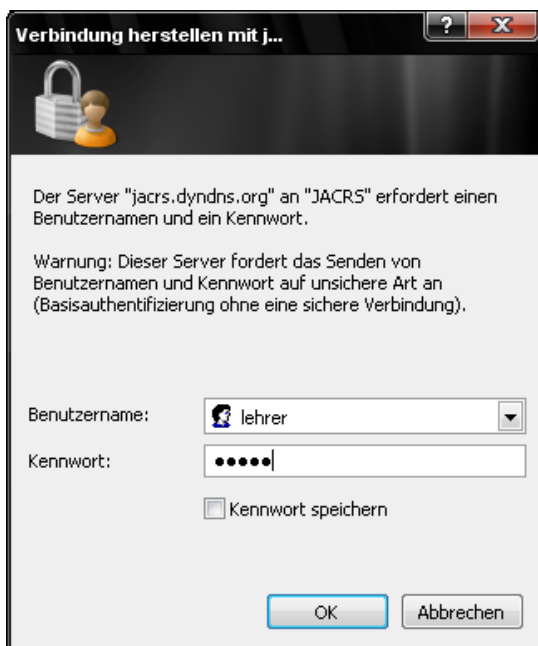 Verbindung herstellen mit j...
Der Server "jacrs.dyndns.org" an "JACRS" erfordert einen
Benutzernamen und ein Kennwort.
Warnung: Dieser Server fordert das Senden von
Benutzernamen und Kennwort auf unsichere Art an
(Basisauthentifizierung ohne eine sichere Verbindung).
Benutzername: lehrer
Kennwort: •••••
Kennwort speichern
OK Abbrechen